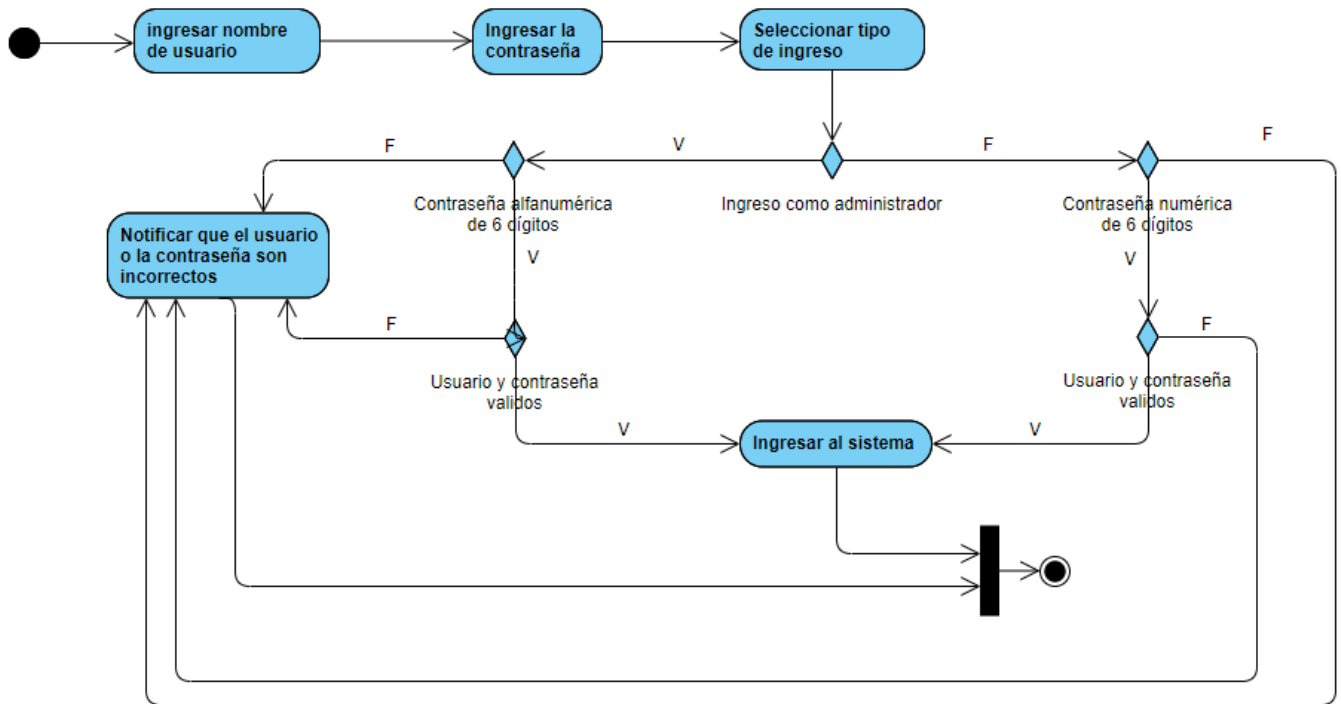 ingresar nombre
de usuario
Ingresar la
contraseña
Seleccionar tipo
de ingreso
F
V
F
F
Contraseña alfanumérica
de 6 dígitos
Ingreso como administrador
Contraseña numérica
de 6 dígitos
Notificar que el usuario
o la contraseña son
incorrectos
V
V
F
F
Usuario y contraseña
validos
Usuario y contraseña
validos
V
Ingresar al sistema
V